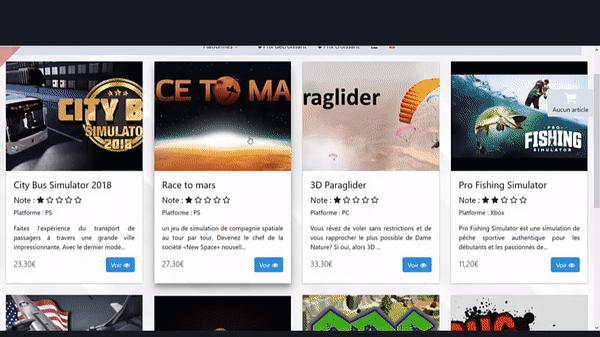 Plateformes
Prix décroissant
Prix croissant
CITY B
SIMULATO
2018
CE TO MA
raglider
PRO
FISHING
SIMULATOR
Aucun article
City Bus Simulator 2018
Note : ★ ☆ ☆ ☆ ☆
Platforme : PS
Faites l'expérience du transport de
passagers à travers une grande ville
impressionnante. Avec le dernier modè...
23,30€
Voir
Race to mars
Note : ★ ☆ ☆ ☆ ☆
Platforme : PS
un jeu de simulation de compagnie spatiale
au tour par tour. Devenez le chef de la
société «New Space» nouvell...
27,30€
Voir
3D Paraglider
Note : ★ ☆ ☆ ☆ ☆
Platforme : PC
Vous rêvez de voler sans restrictions et de
vous rapprocher le plus possible de Dame
Nature? Si oui, alors 3D ...
33,30€
Voir
Pro Fishing Simulator
Note : ★ ★ ☆ ☆ ☆
Platforme : Xbox
Pro Fishing Simulator est une simulation de
pêche sportive authentique pour les
débutants et les passionnés de...
11,20€
Voir